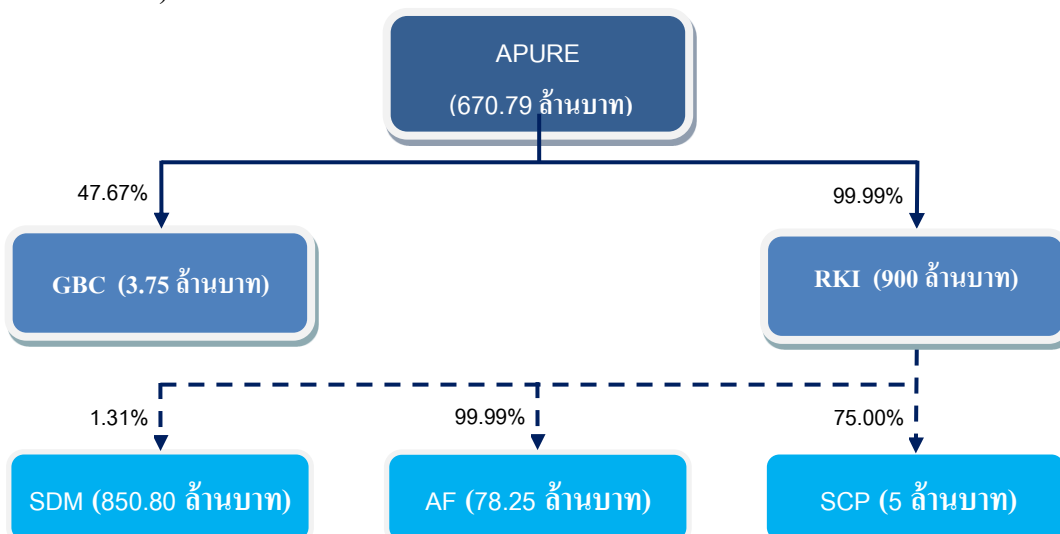 )
APURE
(670.79 ล้านบาท)
47.67%
99.99%
GBC (3.75 ล้านบาท)
RKI (900 ล้านบาท)
1.31%
99.99%
75.00%
SDM (850.80 ล้านบาท)
AF (78.25 ล้านบาท)
SCP (5 ล้านบาท)